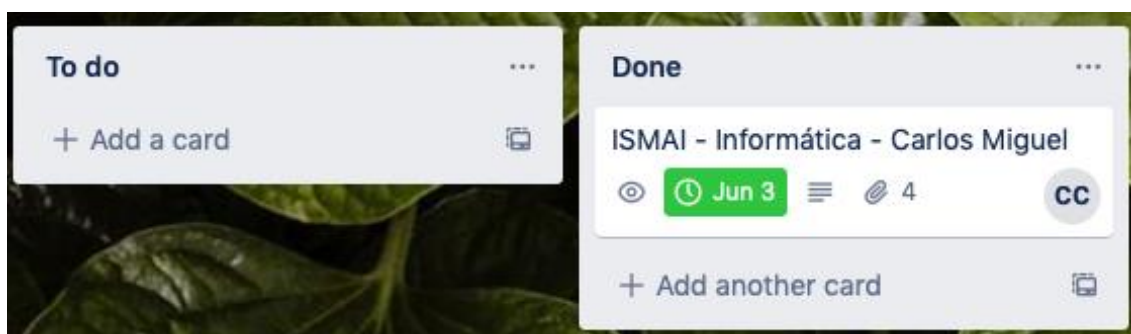 To do
Add a card
Done
ISMAI - Informática - Carlos Miguel
Jun 3 4 CC
Add another card